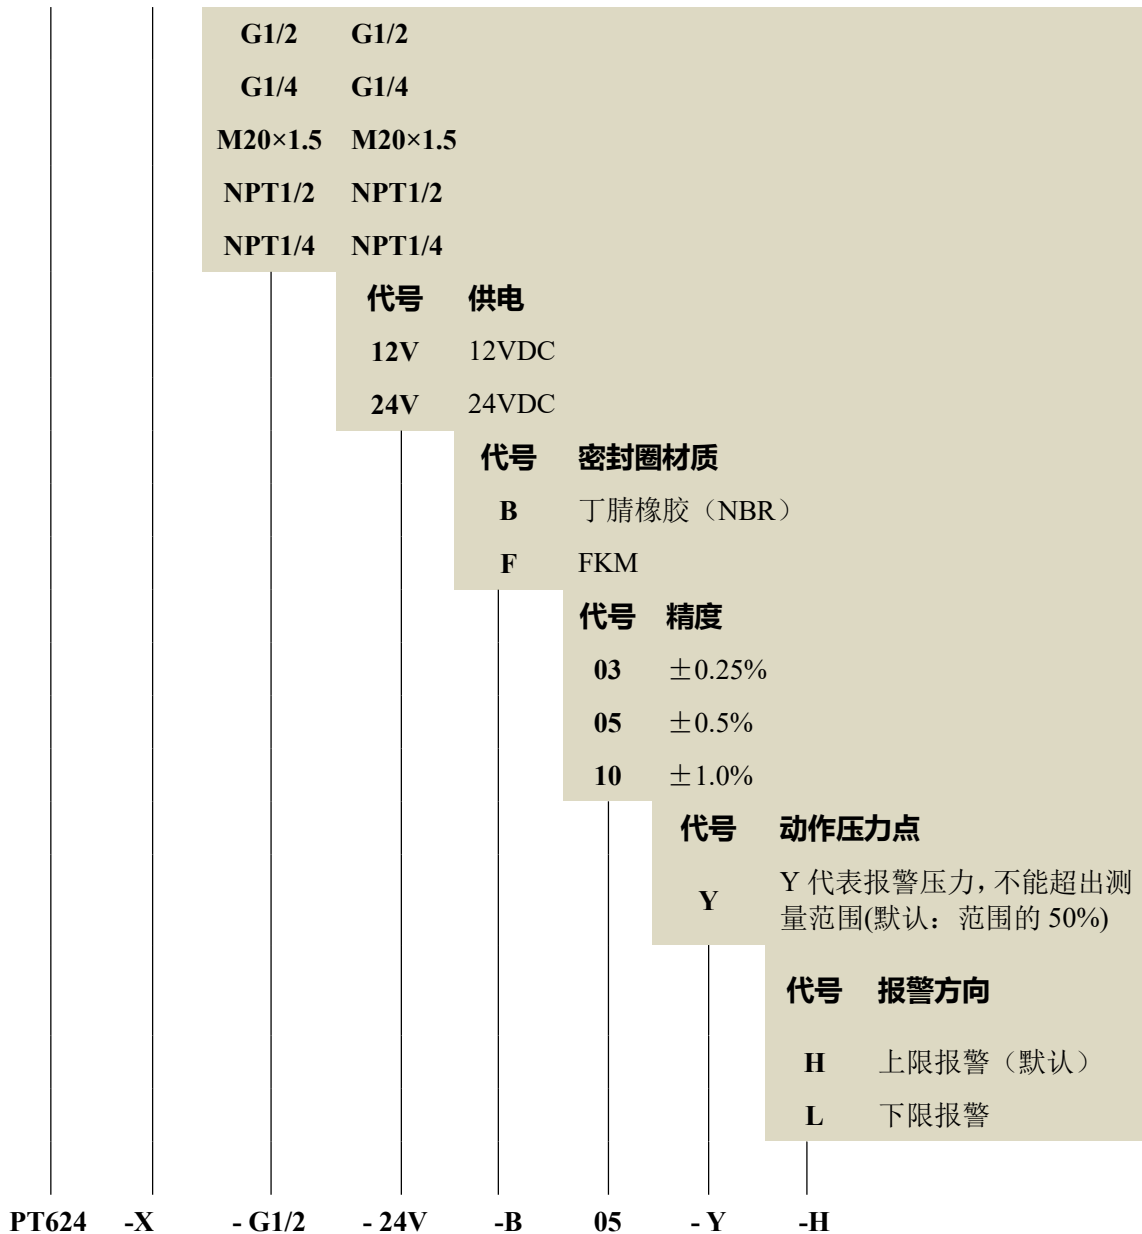 G1/2 G1/2
G1/4 G1/4
M20×1.5 M20×1.5
NPT1/2 NPT1/2
NPT1/4 NPT1/4
代号 供电
12V 12VDC
24V 24VDC
代号 密封圈材质
B 丁腈橡胶（NBR）
F FKM
代号 精度
03 ±0.25%
05 ±0.5%
10 ±1.0%
代号 动作压力点
Y Y 代表报警压力，不能超出测
量范围(默认：范围的 50%)
代号 报警方向
H 上限报警（默认）
L 下限报警
PT624 -X - G1/2 - 24V -B 05 - Y -H